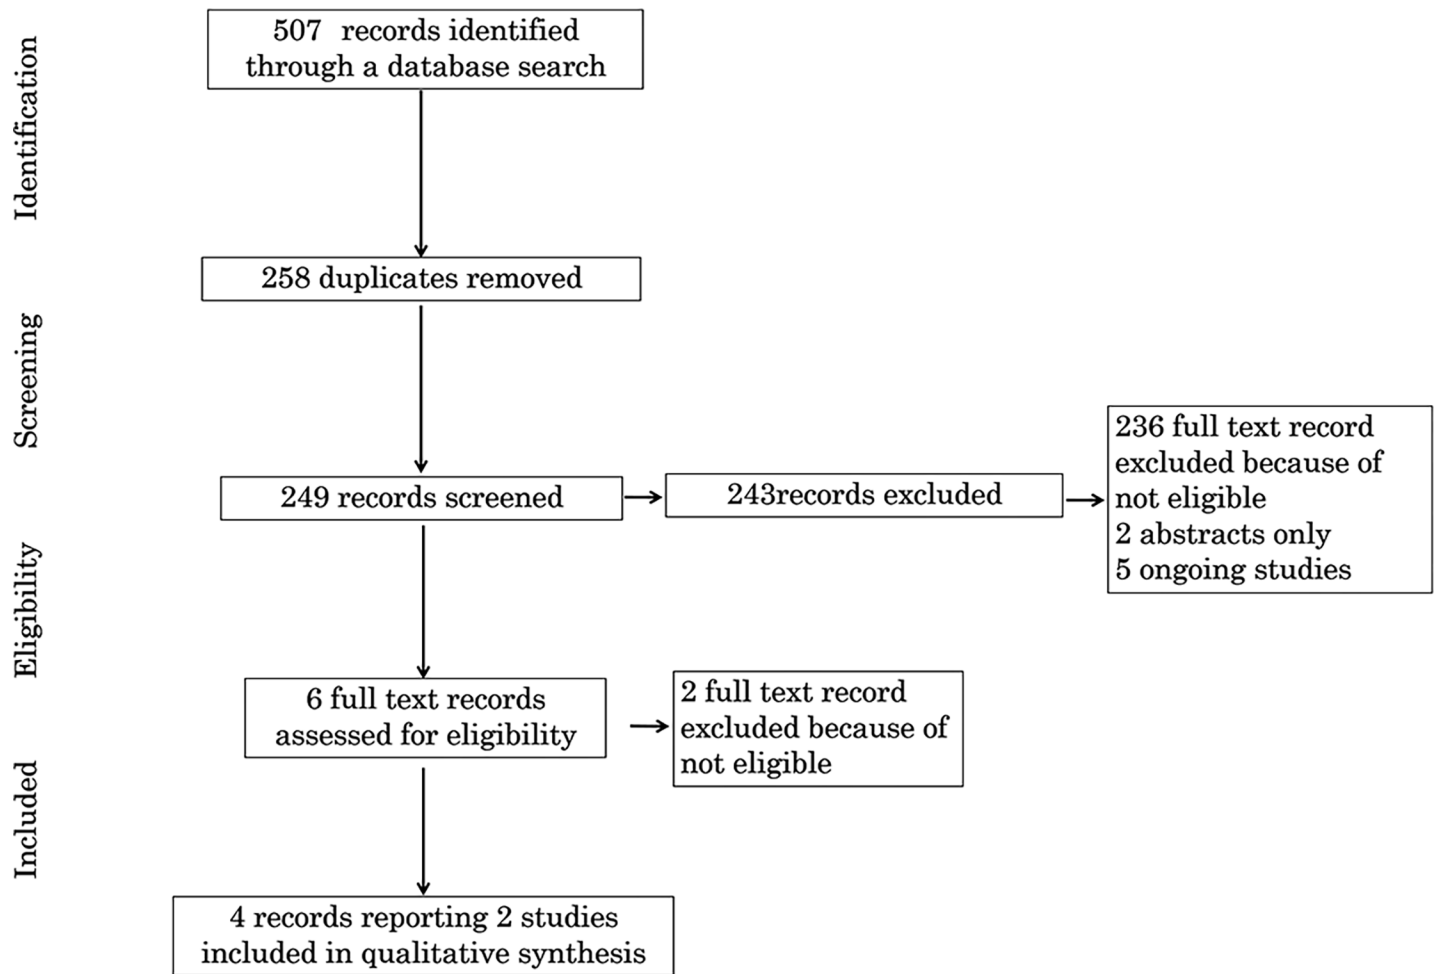 Identification
507 records identified
through a database search
258 duplicates removed
Screening
249 records screened
243records excluded
236 full text record
excluded because of
not eligible
2 abstracts only
5 ongoing studies
Eligibility
6 full text records
assessed for eligibility
2 full text record
excluded because of
not eligible
Included
4 records reporting 2 studies
included in qualitative synthesis